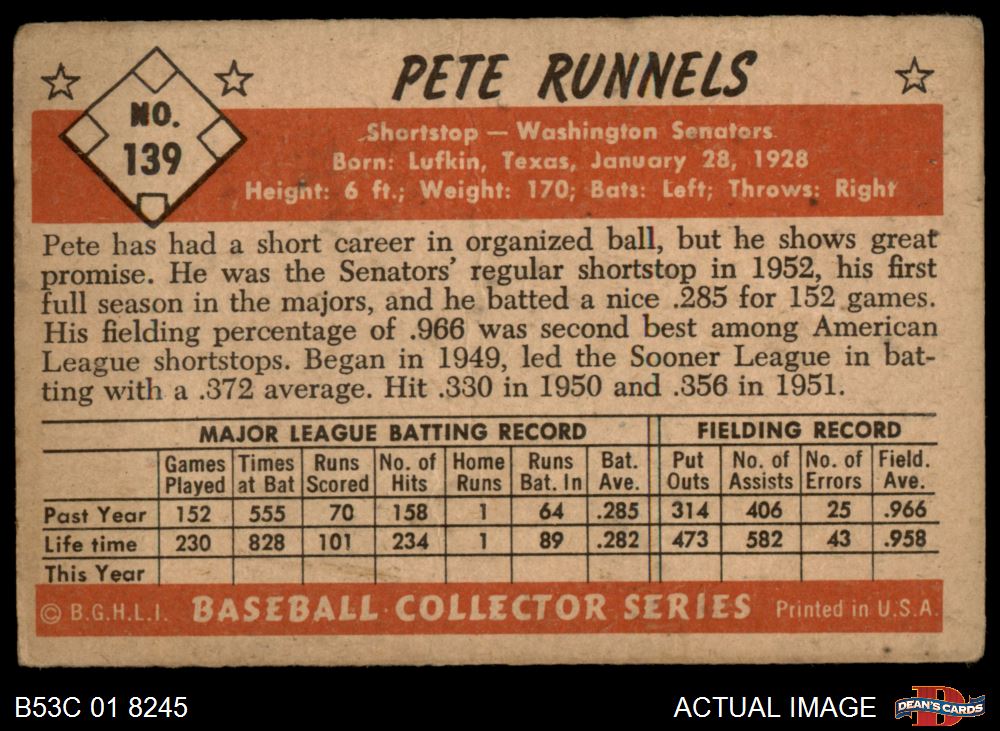 PETE RUNNELS
NO.
139
Shortstop — Washington Senators
Born: Lufkin, Texas, January 28, 1928
Height: 6 ft.; Weight: 170; Bats: Left; Throws: Right
Pete has had a short career in organized ball, but he shows great
promise. He was the Senators' regular shortstop in 1952, his first
full season in the majors, and he batted a nice .285 for 152 games.
His fielding percentage of .966 was second best among American
League shortstops. Began in 1949, led the Sooner League in bat-
ting with a .372 average. Hit .330 in 1950 and .356 in 1951.
MAJOR LEAGUE BATTING RECORD FIELDING RECORD
Games Times Runs No. of Home Runs Bat. Put No. of No. of Field.
Played at Bat Scored Hits Runs Bat. In Ave. Outs Assists Errors Ave.
Past Year 152 555 70 158 1 64 .285 314 406 25 .966
Life time 230 828 101 234 1 89 .282 473 582 43 .958
This Year
© B.G.H.L.I. BASEBALL COLLECTOR SERIES Printed in U.S.A.
B53C 01 8245 ACTUAL IMAGE DEAN'S CARDS